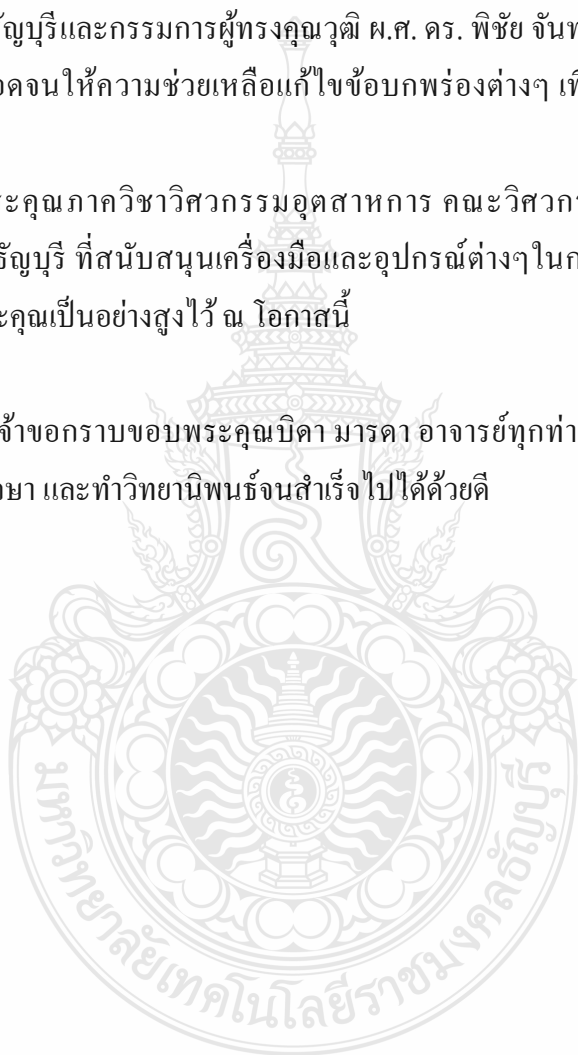 ัญบุรีและกรรมการผู้ทรงคุณวุฒิ ผ.ศ. ดร. พิชัย จันท
อดจนให้ความช่วยเหลือแก้ไขข้อบกพร่องต่างๆ เพิ
ะคุณภาควิชาวิศวกรรมอุตสาหการ คณะวิศวกร
ธัญบุรี ที่สนับสนุนเครื่องมือและอุปกรณ์ต่างๆในก
ะคุณเป็นอย่างสูงไว้ ณ โอกาสนี้
จ้าขอกราบขอบพระคุณบิดา มารดา อาจารย์ทุกท่า
ษา และทำวิทยานิพนธ์จนสำเร็จไปได้ด้วยดี
มหาวิทยาลัยเทคโนโลยีราชมงคลธัญบุรี